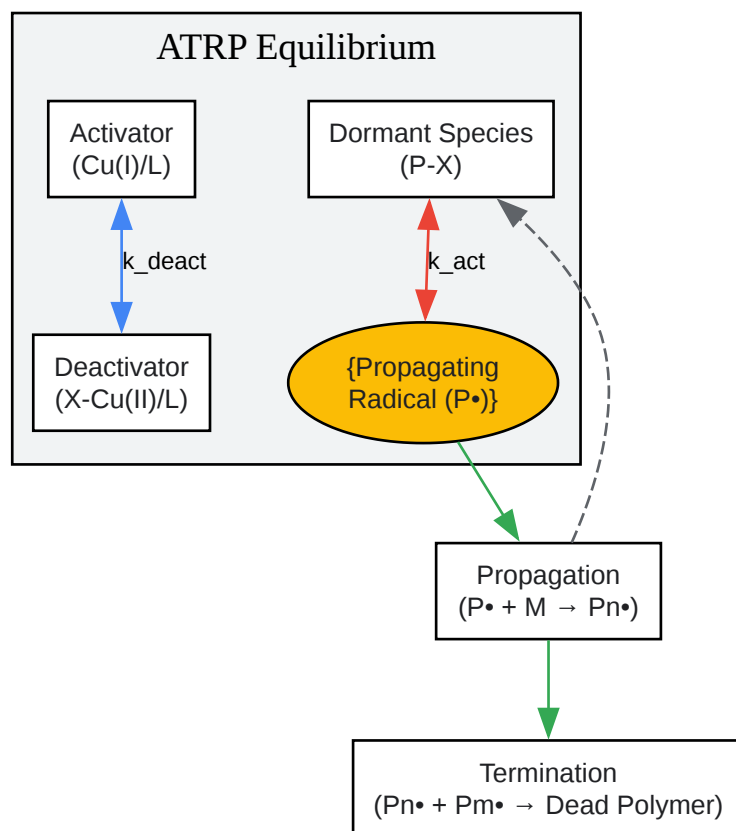 ATRP Equilibrium
Activator
(Cu(I)/L)
Dormant Species
(P-X)
k_deact
k_act
Deactivator
(X-Cu(II)/L)
{Propagating
Radical (P•)}
Propagation
(P• + M → Pn•)
Termination
(Pn• + Pm• → Dead Polymer)